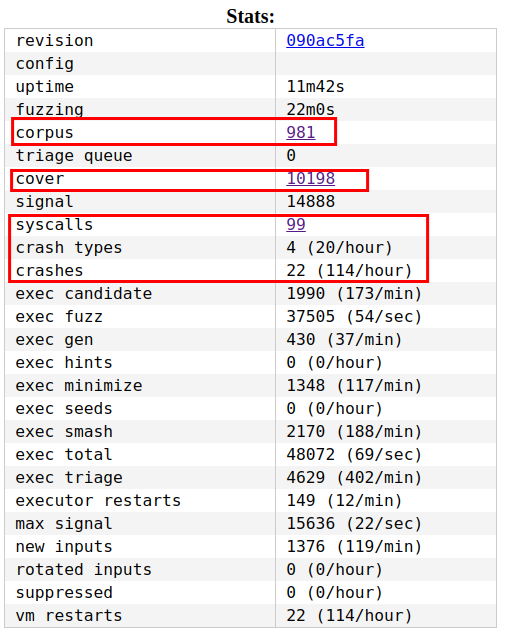 Stats:
revision 090ac5fa
config
uptime 11m42s
fuzzing 22m0s
corpus 981
triage queue 0
cover 10198
signal 14888
syscalls 99
crash types 4 (20/hour)
crashes 22 (114/hour)
exec candidate 1990 (173/min)
exec fuzz 37505 (54/sec)
exec gen 430 (37/min)
exec hints 0 (0/hour)
exec minimize 1348 (117/min)
exec seeds 0 (0/hour)
exec smash 2170 (188/min)
exec total 48072 (69/sec)
exec triage 4629 (402/min)
executor restarts 149 (12/min)
max signal 15636 (22/sec)
new inputs 1376 (119/min)
rotated inputs 0 (0/hour)
suppressed 0 (0/hour)
vm restarts 22 (114/hour)